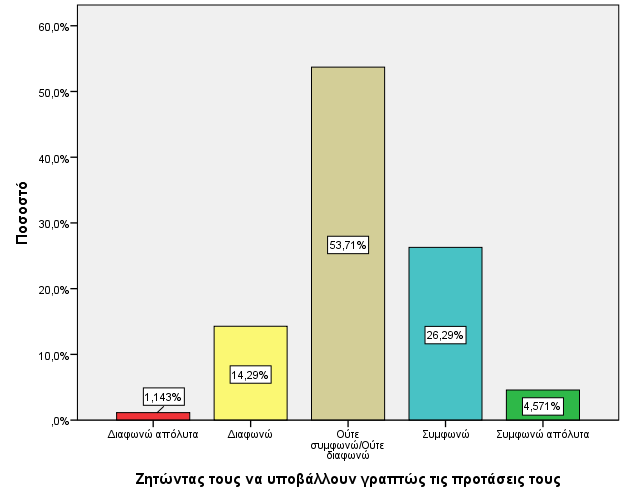 60,0%
50,0%
40,0%
30,0%
20,0%
10,0%
,0%
Ποσοστό
1,143%
14,29%
53,71%
26,29%
4,571%
Διαφωνώ απόλυτα
Διαφωνώ
Ούτε
συμφωνώ/Ούτε
διαφωνώ
Συμφωνώ
Συμφωνώ απόλυτα
Ζητώντας τους να υποβάλλουν γραπτώς τις προτάσεις τους